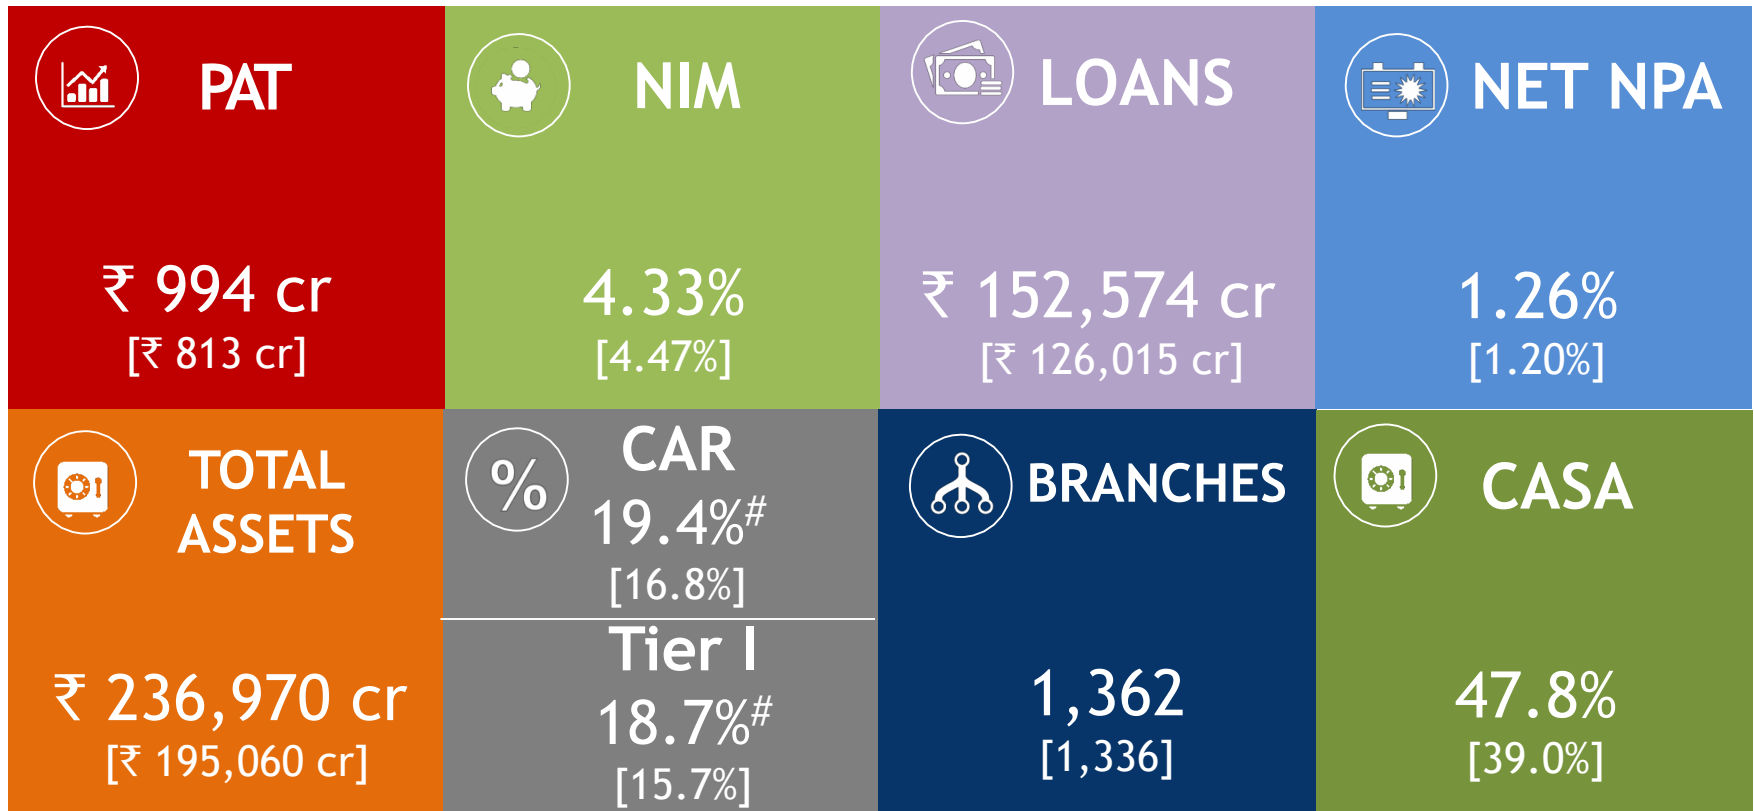 PAT
₹ 994 cr
[₹ 813 cr]
NIM
4.33%
[4.47%]
LOANS
₹ 152,574 cr
[₹ 126,015 cr]
NET NPA
1.26%
[1.20%]
TOTAL
ASSETS
₹ 236,970 cr
[₹ 195,060 cr]
%
CAR
19.4%#
[16.8%]
Tier I
18.7%#
[15.7%]
BRANCHES
1,362
[1,336]
CASA
47.8%
[39.0%]